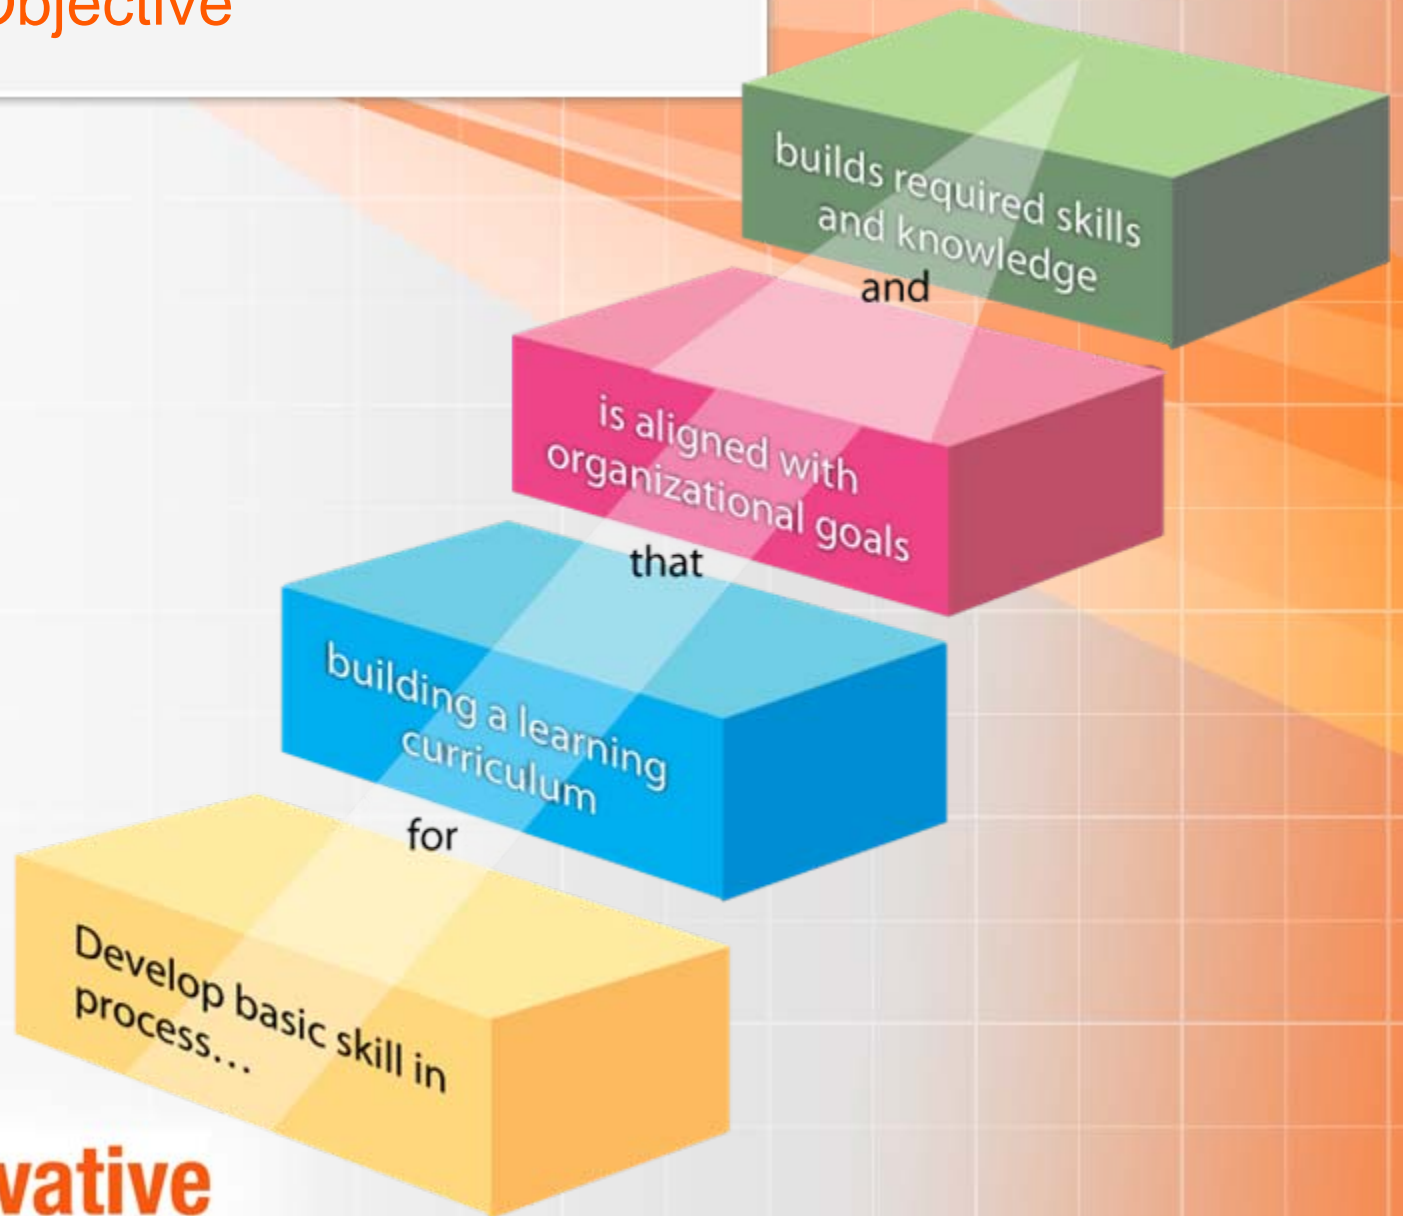 Objective
builds required skills
and knowledge
and
is aligned with
organizational goals
that
building a learning
curriculum
for
Develop basic skill in
process…
vative